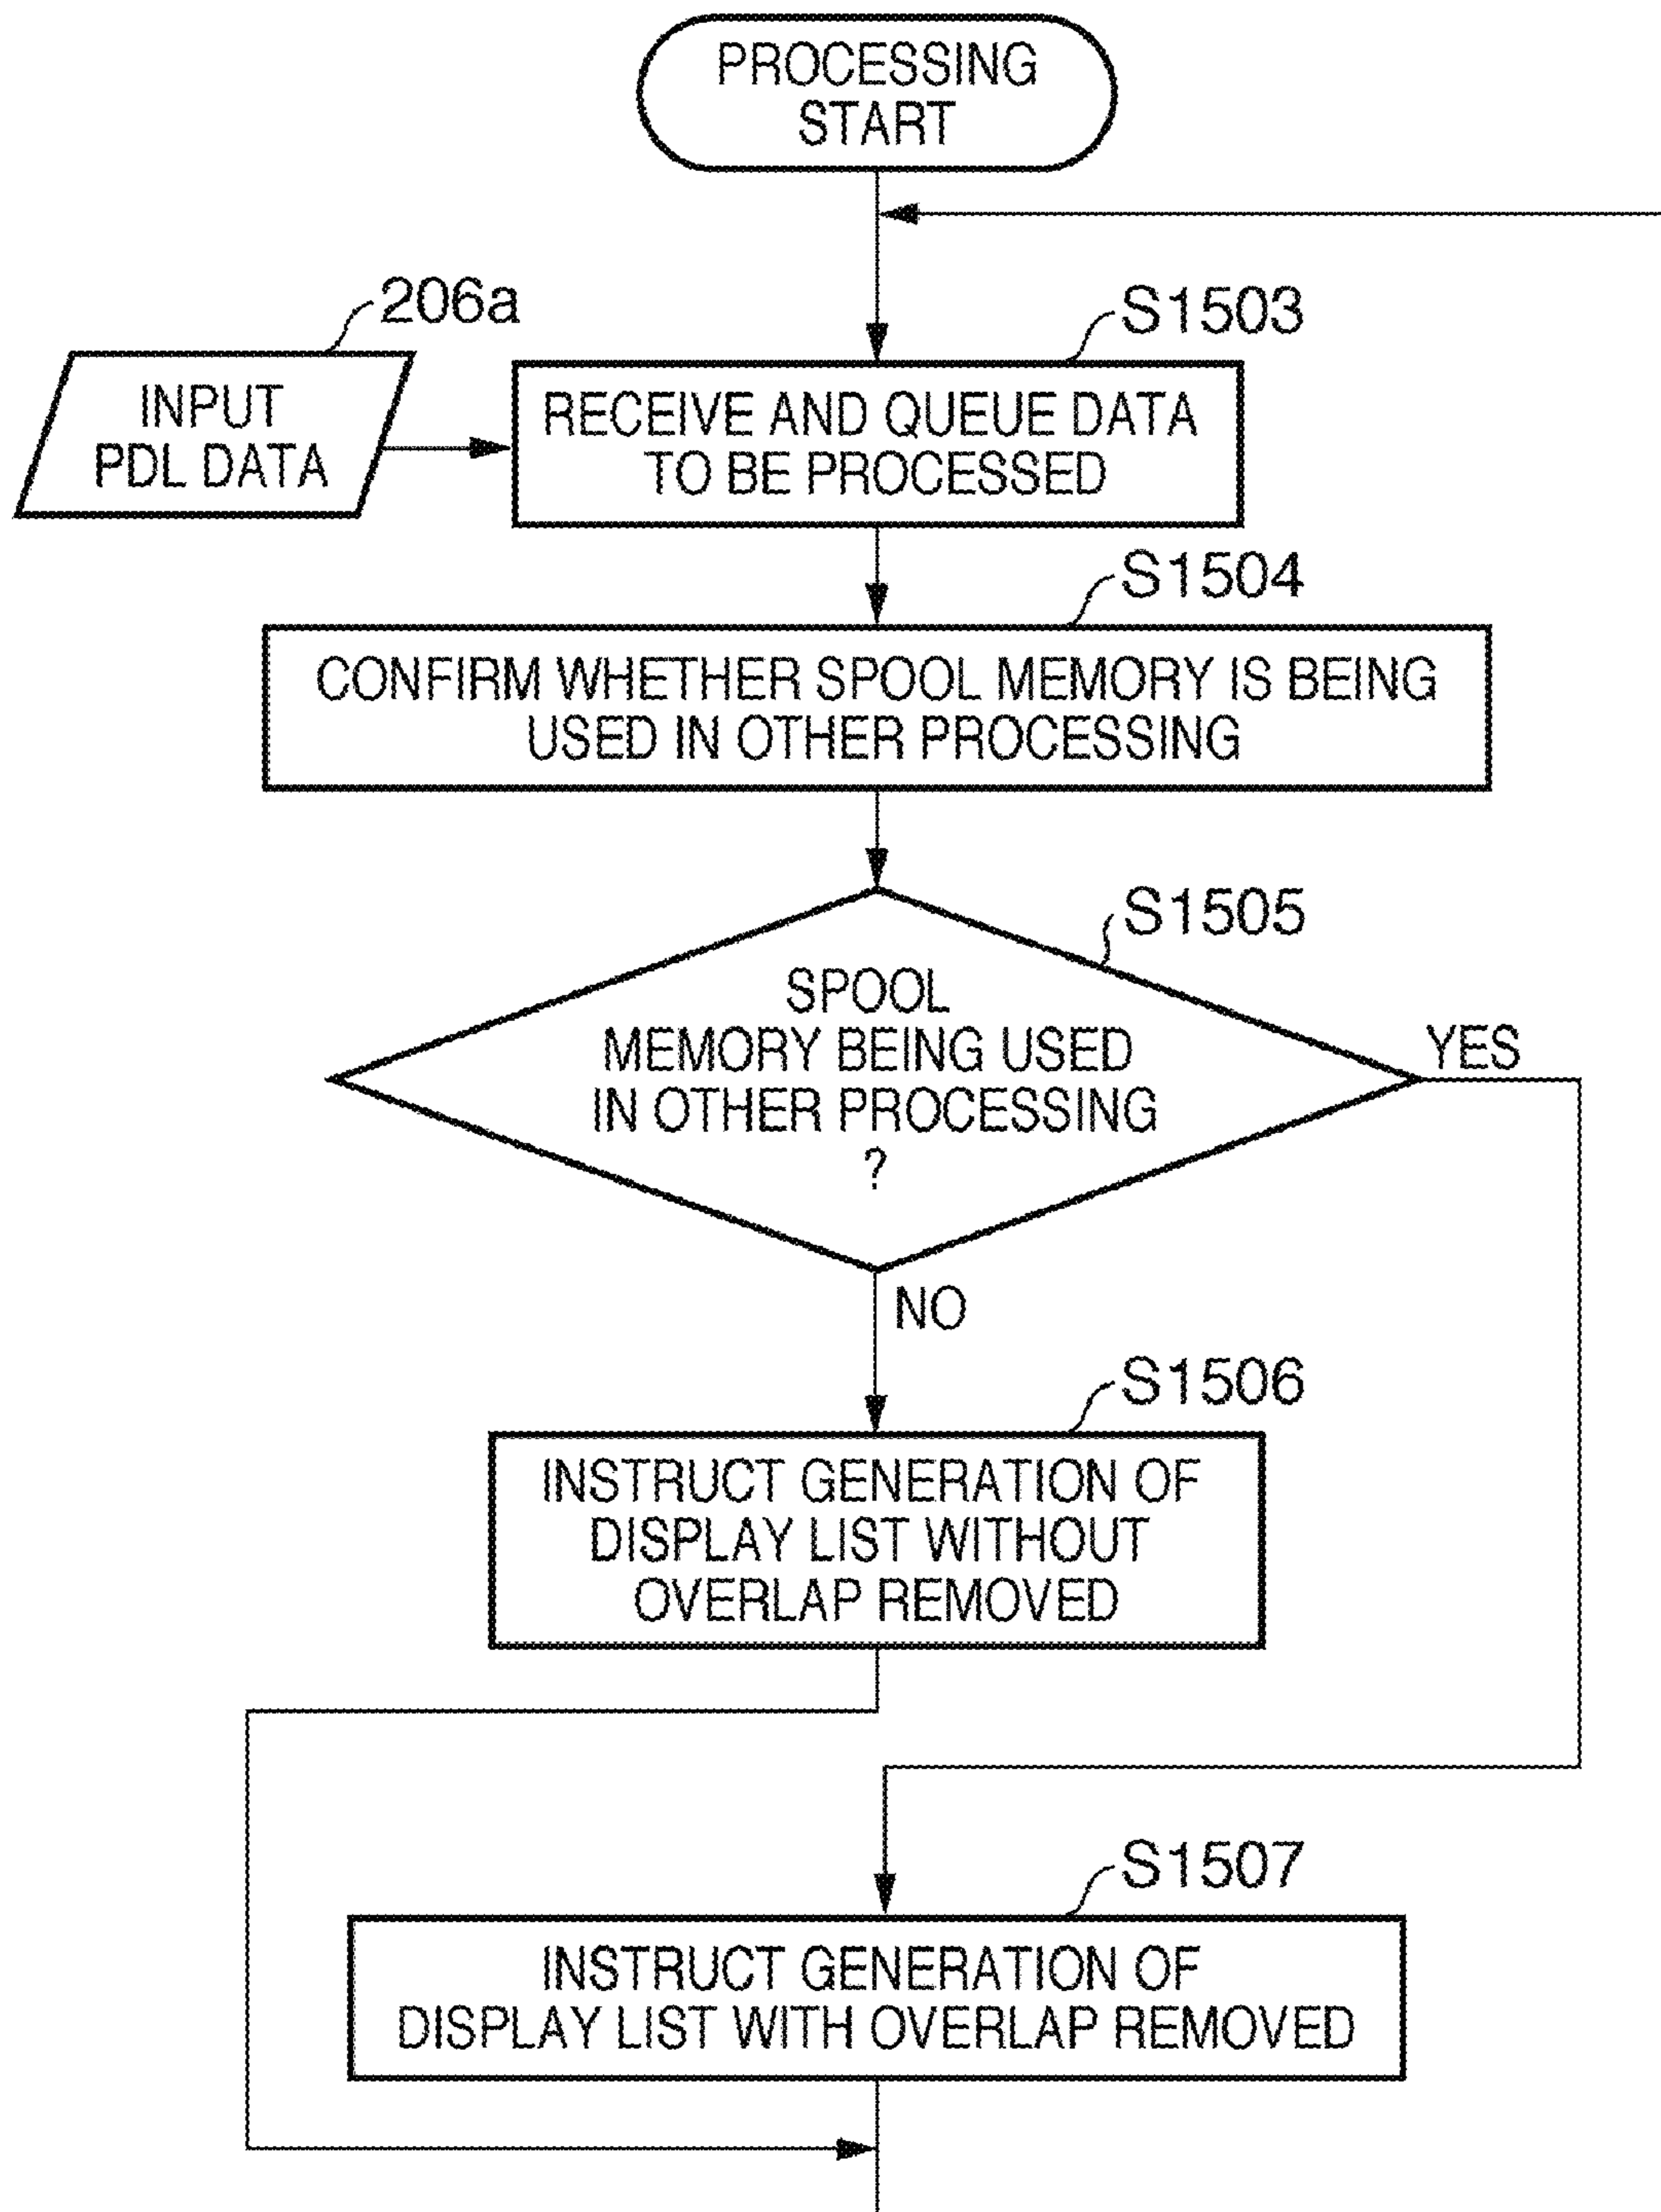 PROCESSING
START
206a
S1503
INPUT
PDL DATA
RECEIVE AND QUEUE DATA
TO BE PROCESSED
S1504
CONFIRM WHETHER SPOOL MEMORY IS BEING
USED IN OTHER PROCESSING
S1505
SPOOL
MEMORY BEING USED
IN OTHER PROCESSING
?
YES
NO
S1506
INSTRUCT GENERATION OF
DISPLAY LIST WITHOUT
OVERLAP REMOVED
S1507
INSTRUCT GENERATION OF
DISPLAY LIST WITH OVERLAP REMOVED